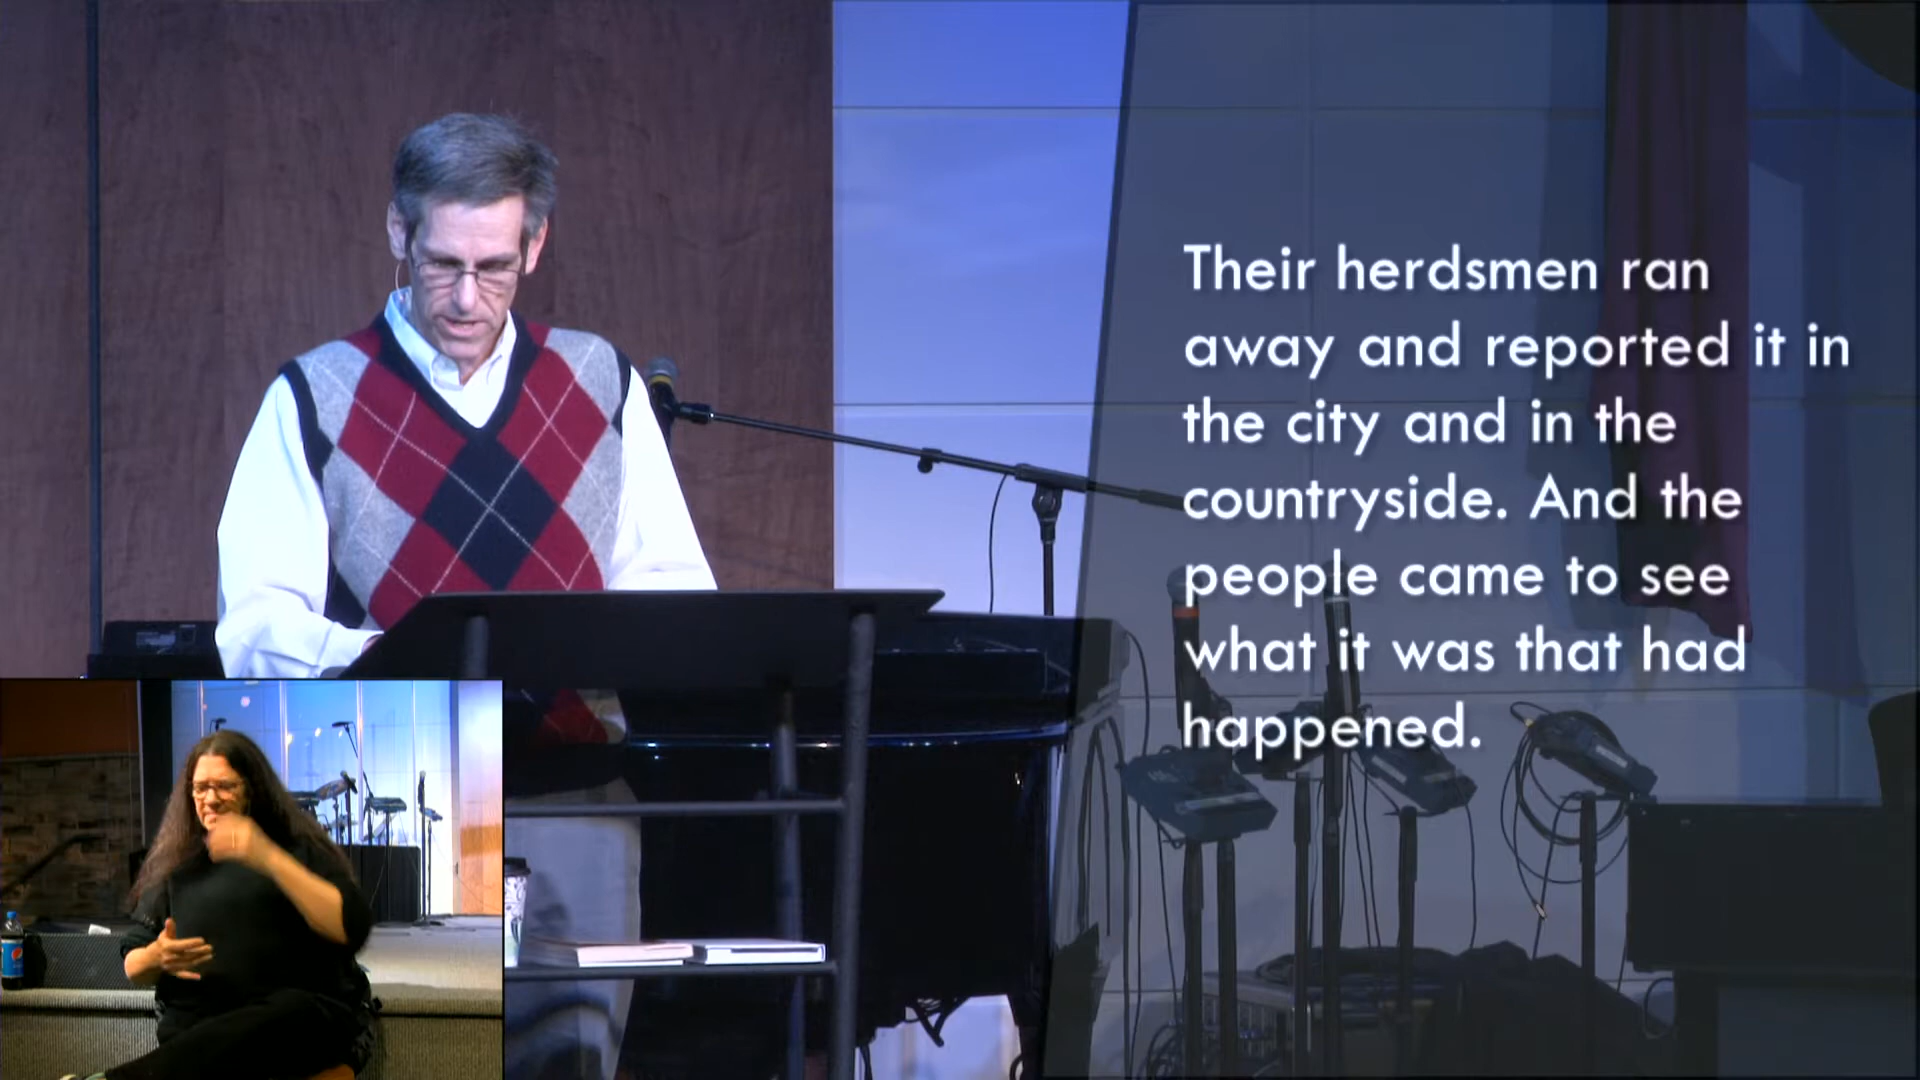 Their herdsmen ran
away and reported it in
the city and in the
countryside. And the
people came to see
what it was that had
happened.